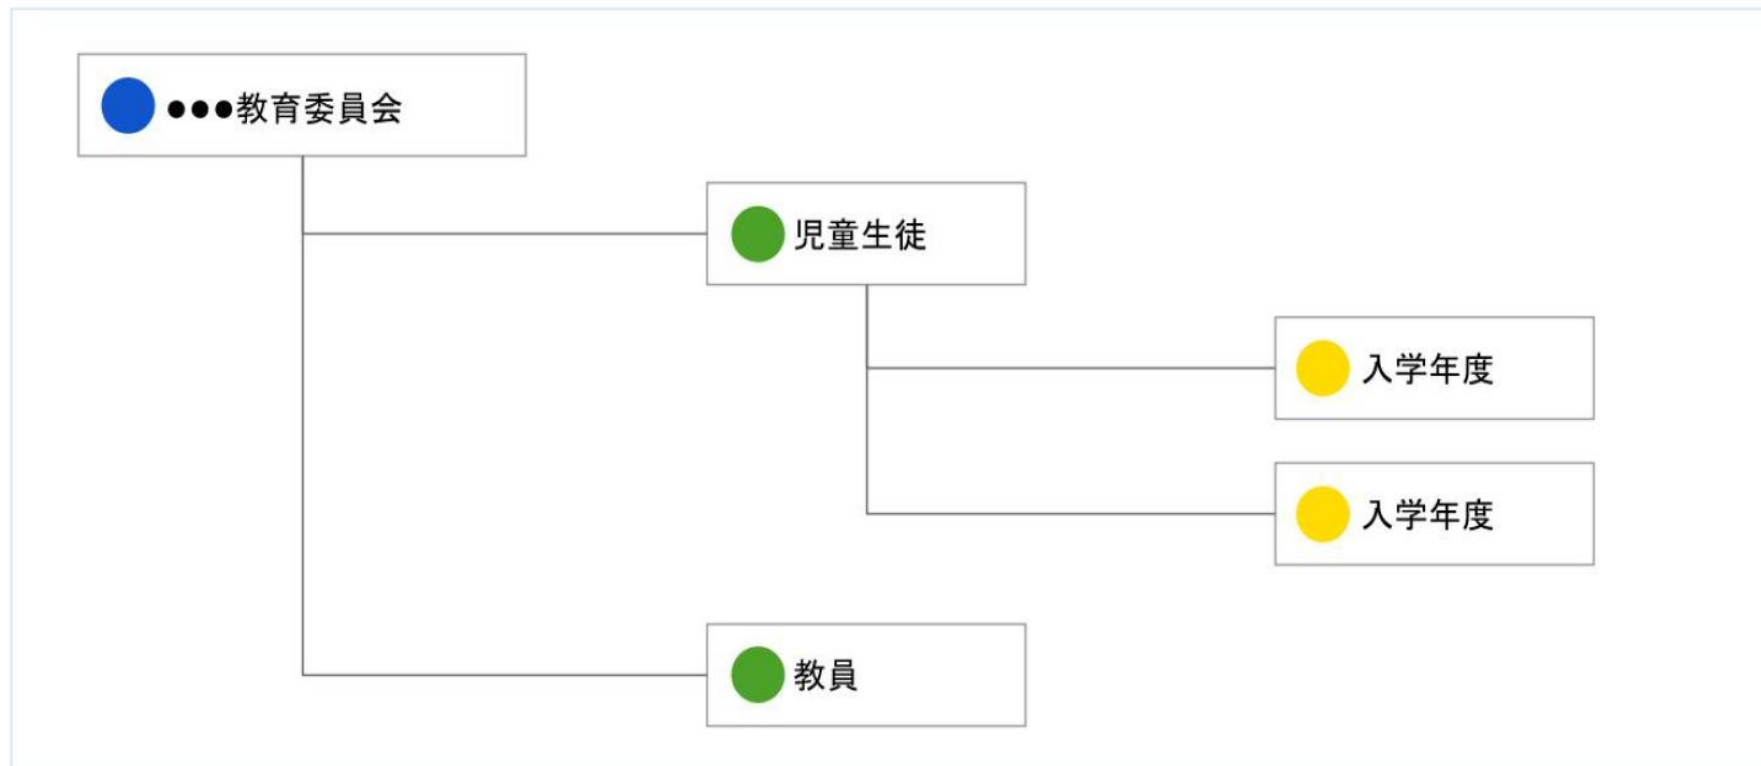 ●●●教育委員会
児童生徒
入学年度
入学年度
教員